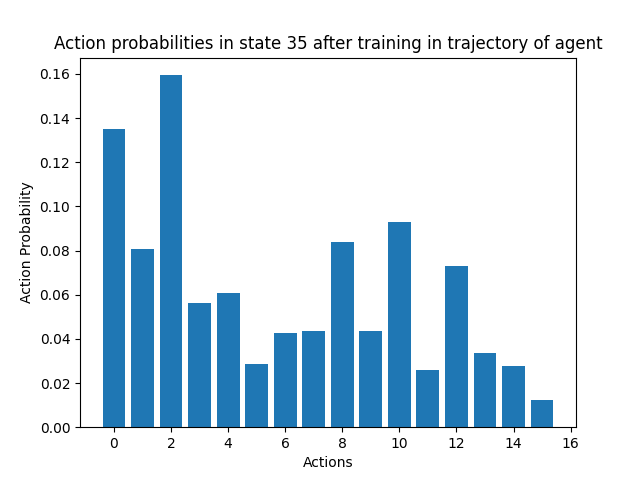 Action probabilities in state 35 after training in trajectory of agent
0.16
0.14
0.12
0.10
0.08
0.06
0.04
0.02
0.00
Action Probability
0 2 4 6 8 10 12 14 16
Actions